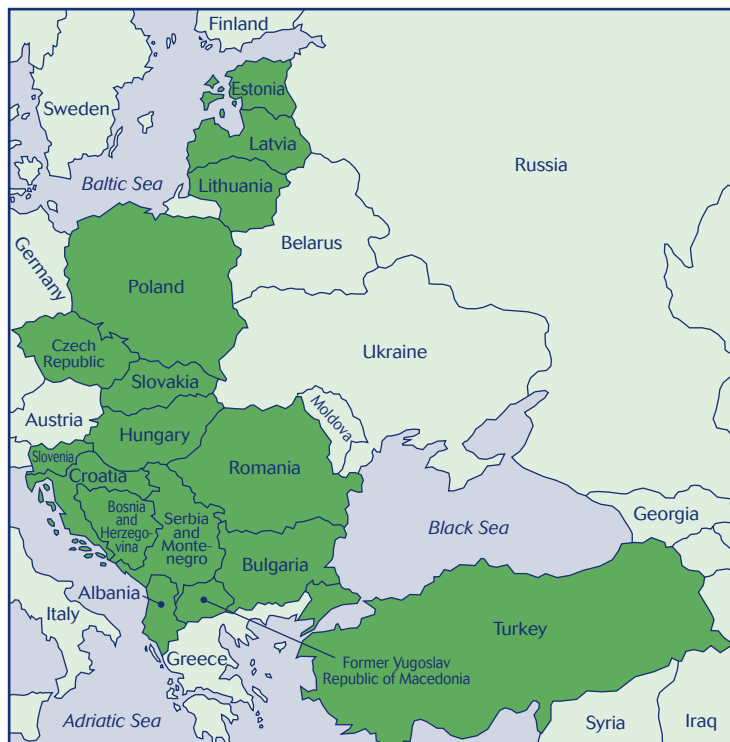 Finland
Estonia
Sweden
Latvia
Russia
Baltic Sea
Lithuania
Belarus
Germany
Poland
Ukraine
Czech
Republic
Slovakia
Moldova
Austria
Hungary
Slovenia
Romania
Croatia
Bosnia
and
Herzego-
vina
Serbia
and
Monte-
negro
Georgia
Black Sea
Bulgaria
Albania
Italy
Turkey
Greece
Former Yugoslav
Republic of Macedonia
Adriatic Sea
Syria
Iraq